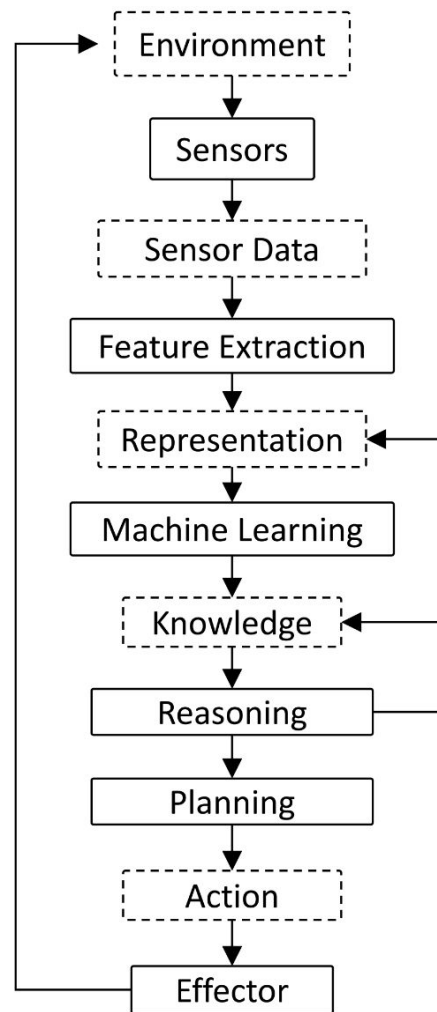 Environment
Sensors
Sensor Data
Feature Extraction
Representation
Machine Learning
Knowledge
Reasoning
Planning
Action
Effector